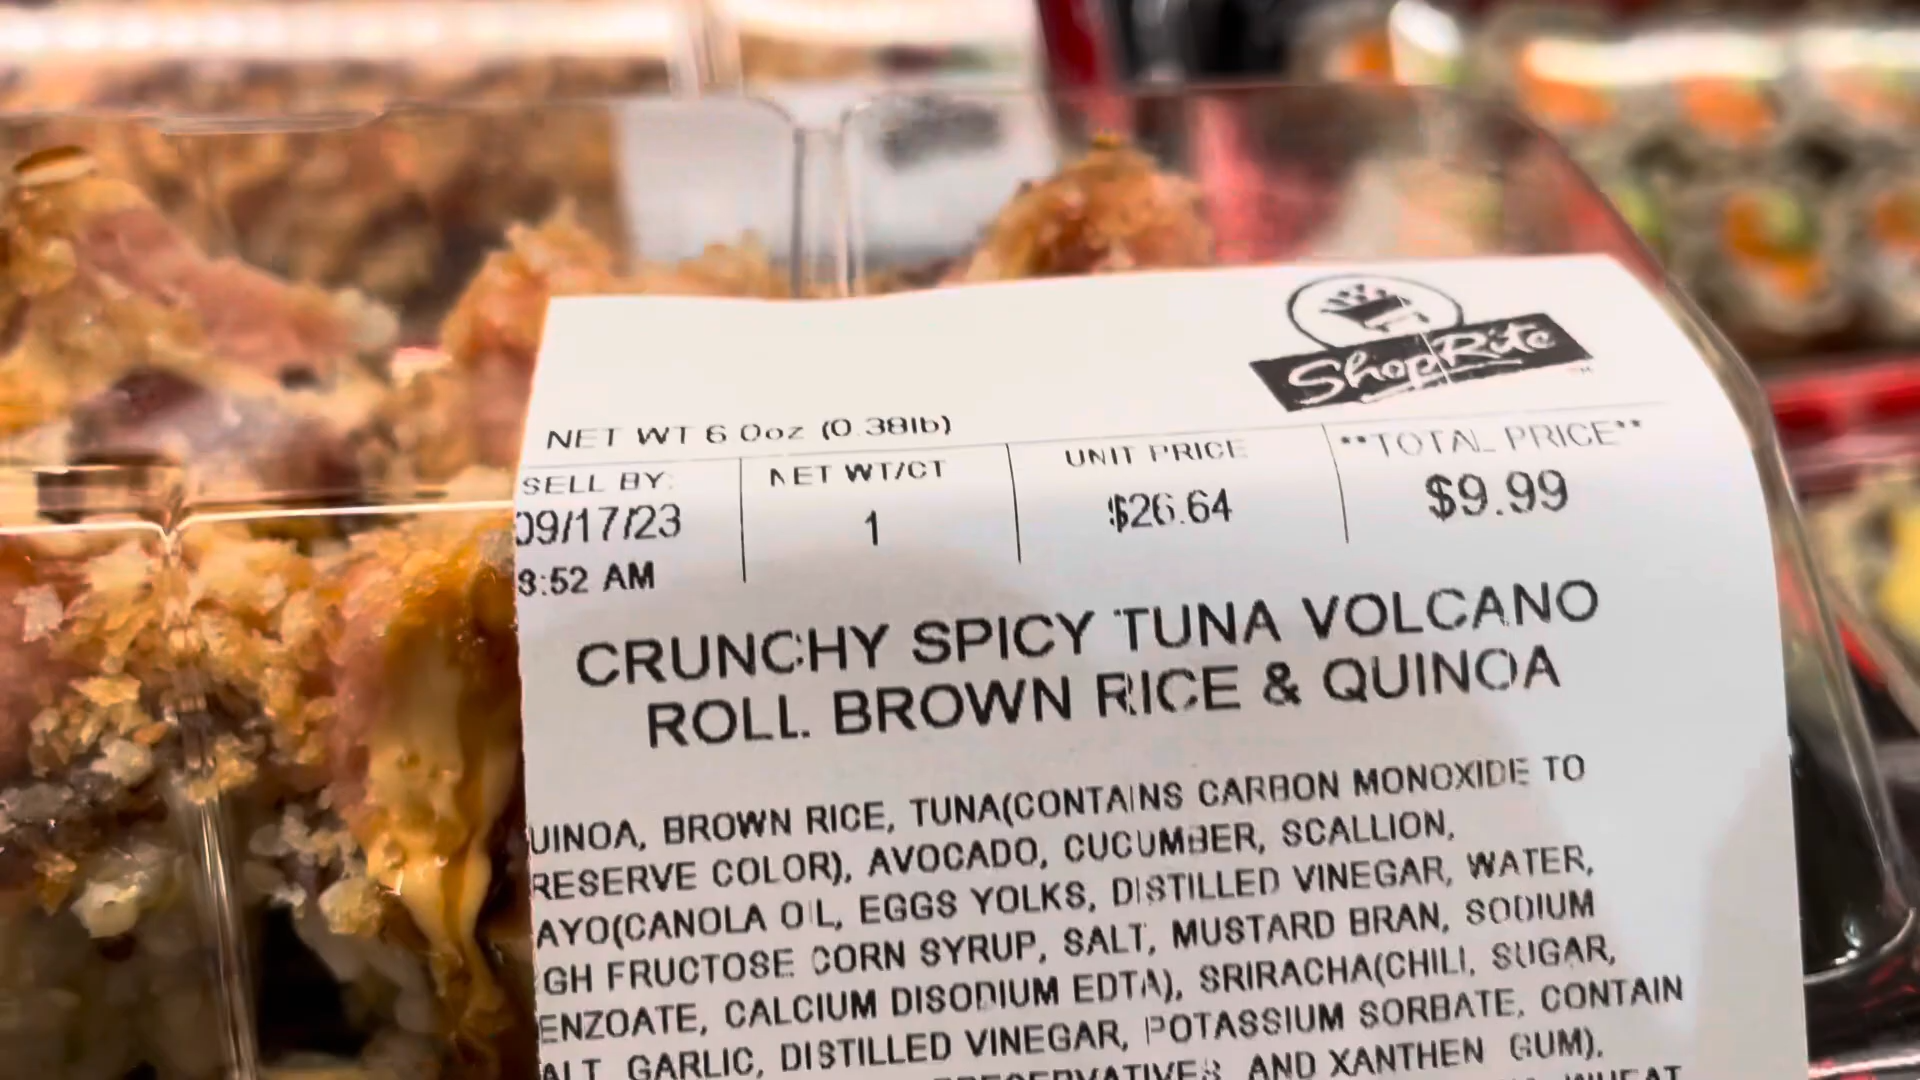 ShopRite
NET WT 6.0oz (0.38lb)
SELL BY: NET WT/CT UNIT PRICE **TOTAL PRICE**
09/17/23 1 $26.64 $9.99
8:52 AM
CRUNCHY SPICY TUNA VOLCANO
ROLL. BROWN RICE & QUINOA
UINOA, BROWN RICE, TUNA(CONTAINS CARBON MONOXIDE TO
RESERVE COLOR), AVOCADO, CUCUMBER, SCALLION,
AYO(CANOLA OIL, EGGS YOLKS, DISTILLED VINEGAR, WATER,
GH FRUCTOSE CORN SYRUP, SALT, MUSTARD BRAN, SODIUM
ENZOATE, CALCIUM DISODIUM EDTA), SRIRACHA(CHILI, SUGAR,
ALT, GARLIC, DISTILLED VINEGAR, POTASSIUM SORBATE, CONTAIN
AND XANTHEN GUM).
WHEAT